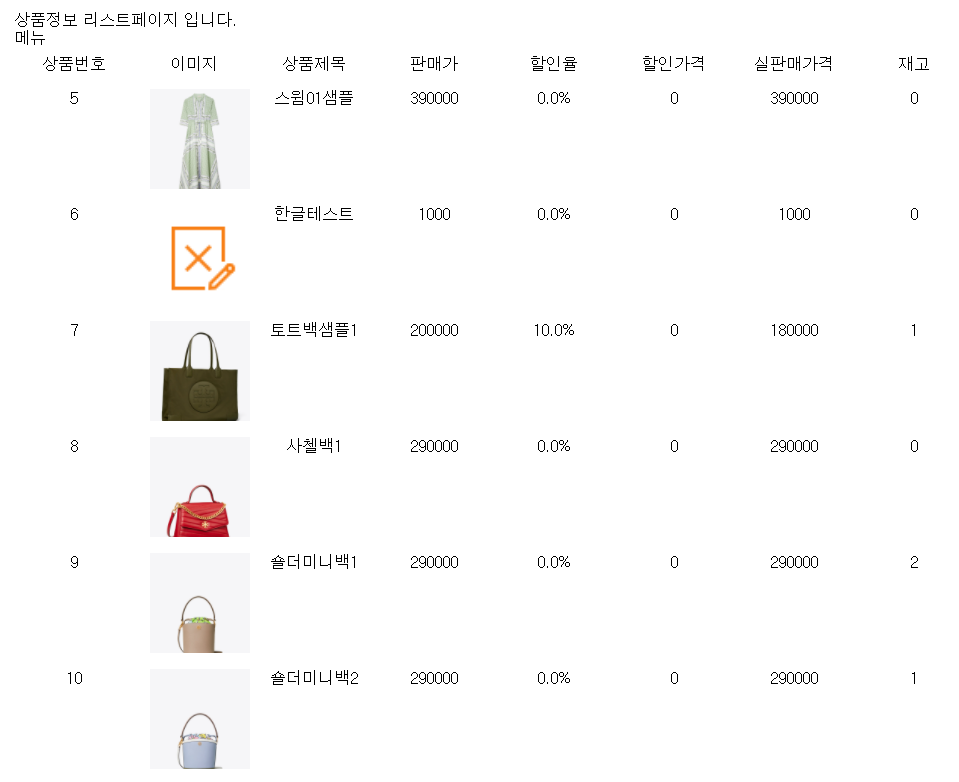 상품정보 리스트페이지 입니다.
메뉴
상품번호 이미지 상품제목 판매가 할인율 할인가격 실판매가격 재고
5 스윔01샘플 390000 0.0% 0 390000 0
6 한글테스트 1000 0.0% 0 1000 0
7 토트백샘플1 200000 10.0% 0 180000 1
8 사첼백1 290000 0.0% 0 290000 0
9 숄더미니백1 290000 0.0% 0 290000 2
10 숄더미니백2 290000 0.0% 0 290000 1